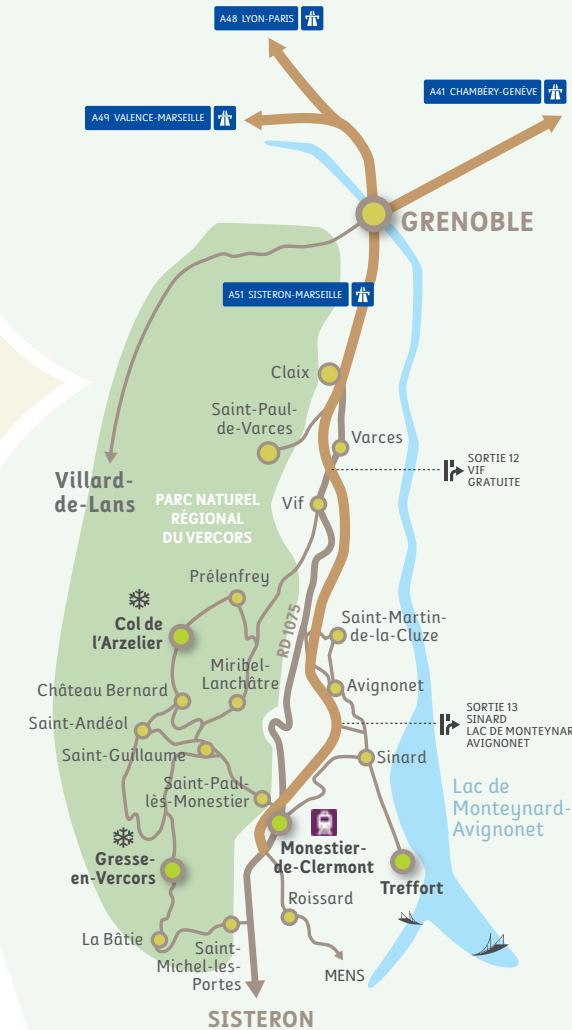 A48 LYON-PARIS
A41 CHAMBÉRY-GENÈVE
A49 VALENCE-MARSEILLE
GRENOBLE
A51 SISTERON-MARSEILLE
Claix
Saint-Paul-
de-Varces
Varces
SORTIE 12
VIF
GRATUITE
Villard-
de-Lans
PARC NATUREL
RÉGIONAL
DU VERCORS
Vif
Prélenfrey
Col de
l'Arzelier
RD 1075
Saint-Martin-
de-la-Cluze
Miribel-
Lanchâtre
Château Bernard
Avignonet
Saint-Andéol
SORTIE 13
SINARD
LAC DE MONTEYNAR
AVIGNONET
Saint-Guillaume
Sinard
Saint-Paul-
lès-Monestier
Lac de
Monteynard-
Avignonet
Gresse-
en-Vercors
Monestier-
de-Clermont
Treffort
Roissard
La Bâtie
Saint-
Michel-les-
Portes
MENS
SISTERON